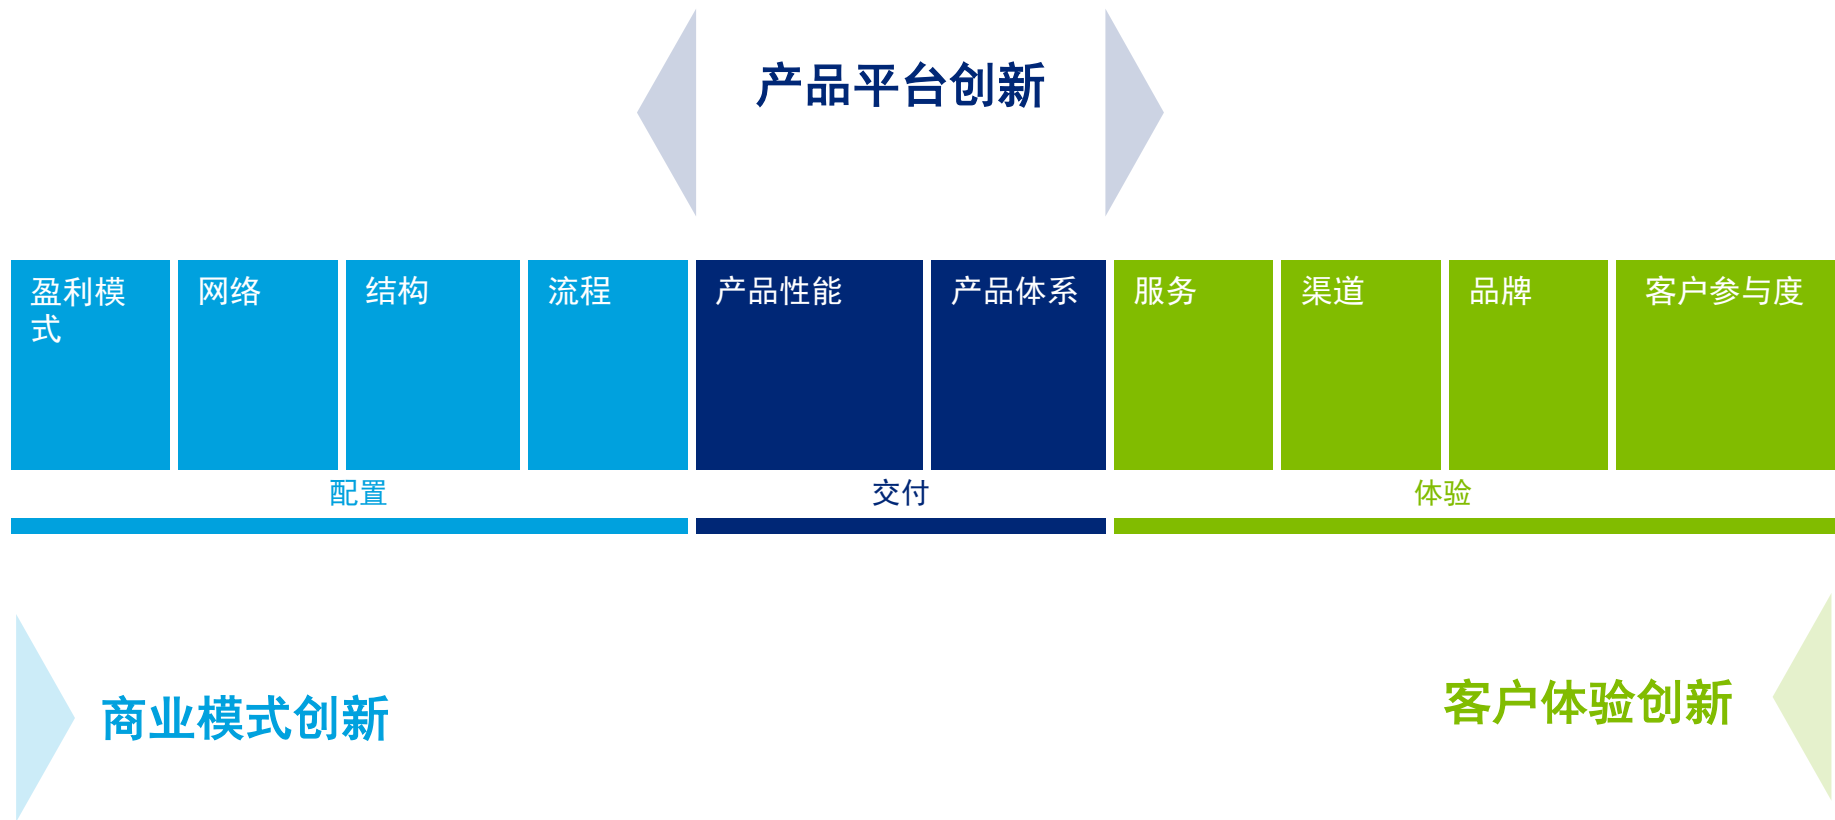 产品平台创新
盈利模
式
网络
结构
流程
产品性能
产品体系
服务
渠道
品牌
客户参与度
配置
交付
体验
商业模式创新
客户体验创新